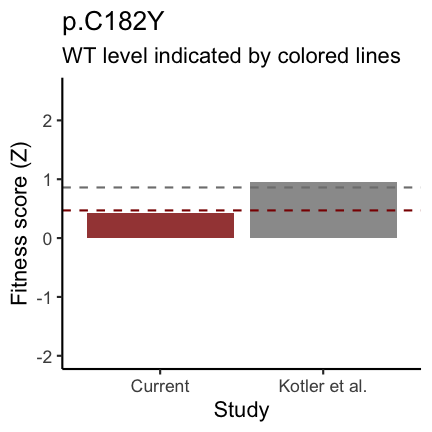 p.C182Y
WT level indicated by colored lines
Fitness score (Z)
2
1
0
-1
-2
Current
Kotler et al.
Study